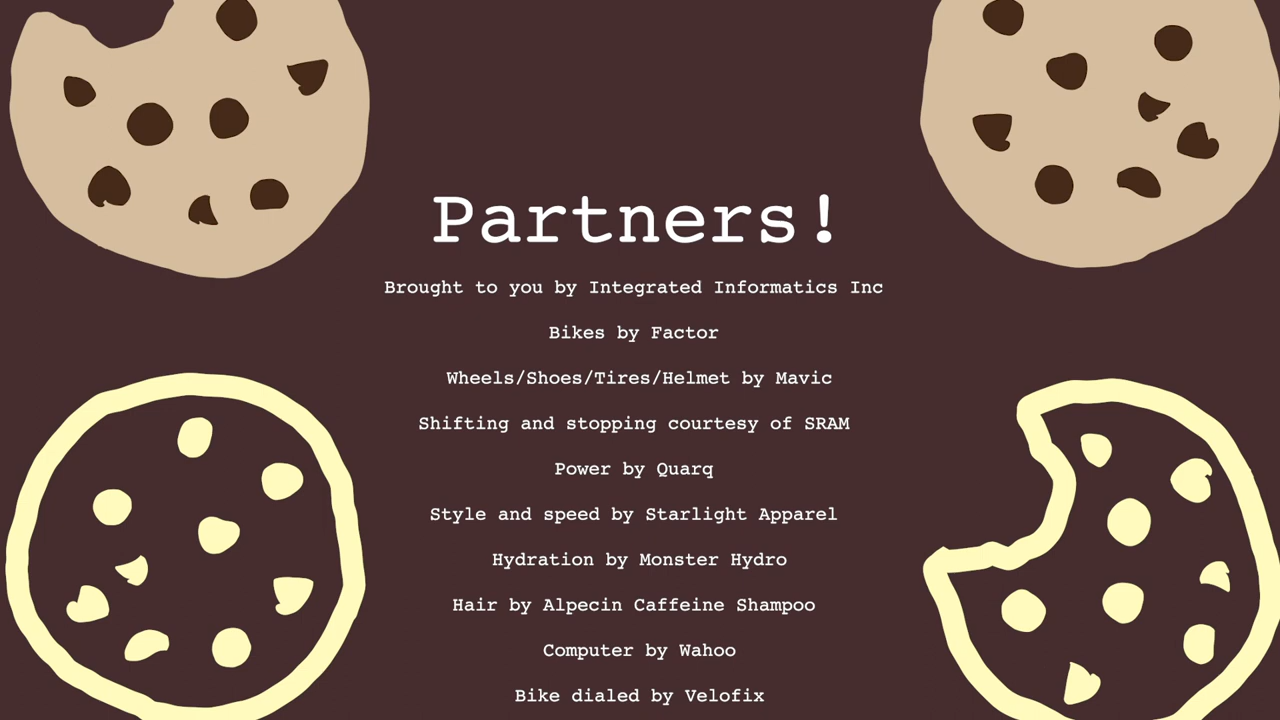 Partners!
Brought to you by Integrated Informatics Inc
Bikes by Factor
Wheels/Shoes/Tires/Helmet by Mavic
Shifting and stopping courtesy of SRAM
Power by Quarq
Style and speed by Starlight Apparel
Hydration by Monster Hydro
Hair by Alpecin Caffeine Shampoo
Computer by Wahoo
Bike dialed by Velofix